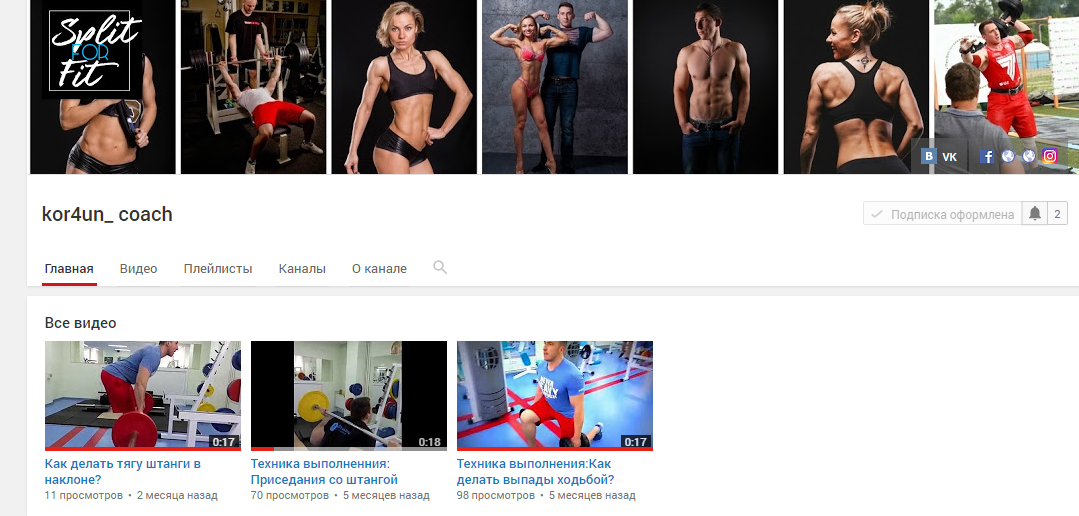 Split
FOR
Fit
B VK
kor4un_ coach
Подписка оформлена 2
Главная Видео Плейлисты Каналы О канале
Все видео
0:17 0:18 0:17
Как делать тягу штанги в
наклоне?
11 просмотров • 2 месяца назад
Техника выполненния:
Приседания со штангой
70 просмотров • 5 месяцев назад
Техника выполнения:Как
делать выпады ходьбой?
98 просмотров • 5 месяцев назад